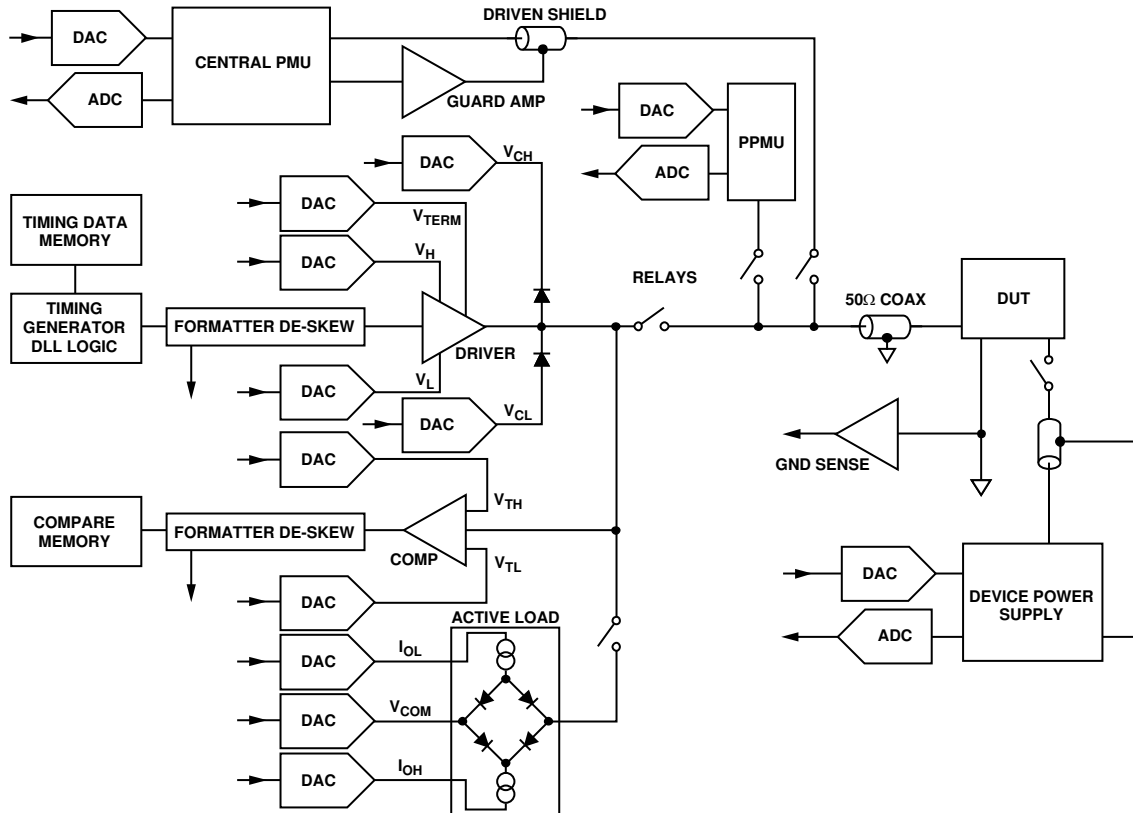 DRIVEN SHIELD
DAC
CENTRAL PMU
ADC
GUARD AMP
DAC
PPMU
ADC
DAC
VCH
DAC
VTERM
TIMING DATA
MEMORY
DAC
VH
RELAYS
50Ω COAX
DUT
TIMING
GENERATOR
DLL LOGIC
FORMATTER DE-SKEW
DRIVER
DAC
VL
DAC
VCL
GND SENSE
DAC
VTH
COMPARE
MEMORY
FORMATTER DE-SKEW
COMP
VTL
DAC
DAC
DEVICE POWER
SUPPLY
ADC
ACTIVE LOAD
DAC
IOL
DAC
VCOM
DAC
IOH